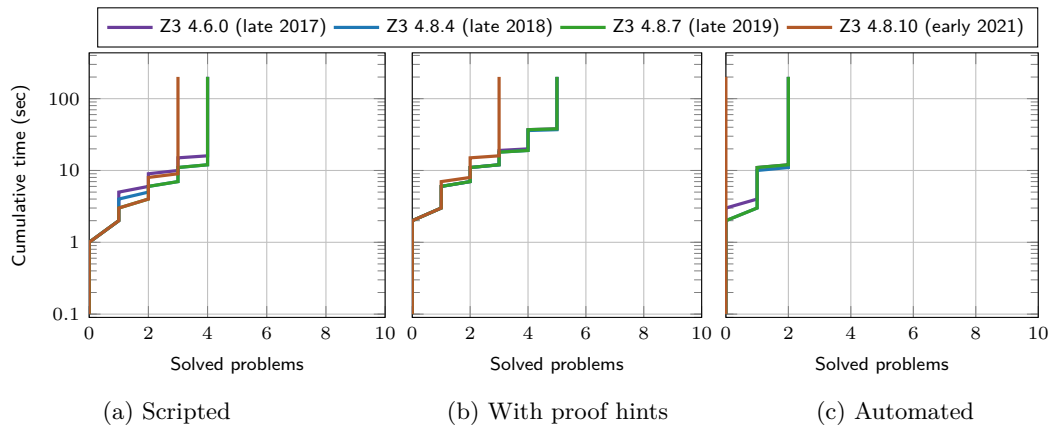 Z3 4.6.0 (late 2017) Z3 4.8.4 (late 2018) Z3 4.8.7 (late 2019) Z3 4.8.10 (early 2021)
Cumulative time (sec)
100
10
1
0.1
0 2 4 6 8 10
Solved problems
(a) Scripted
0 2 4 6 8 10
Solved problems
(b) With proof hints
0 2 4 6 8 10
Solved problems
(c) Automated